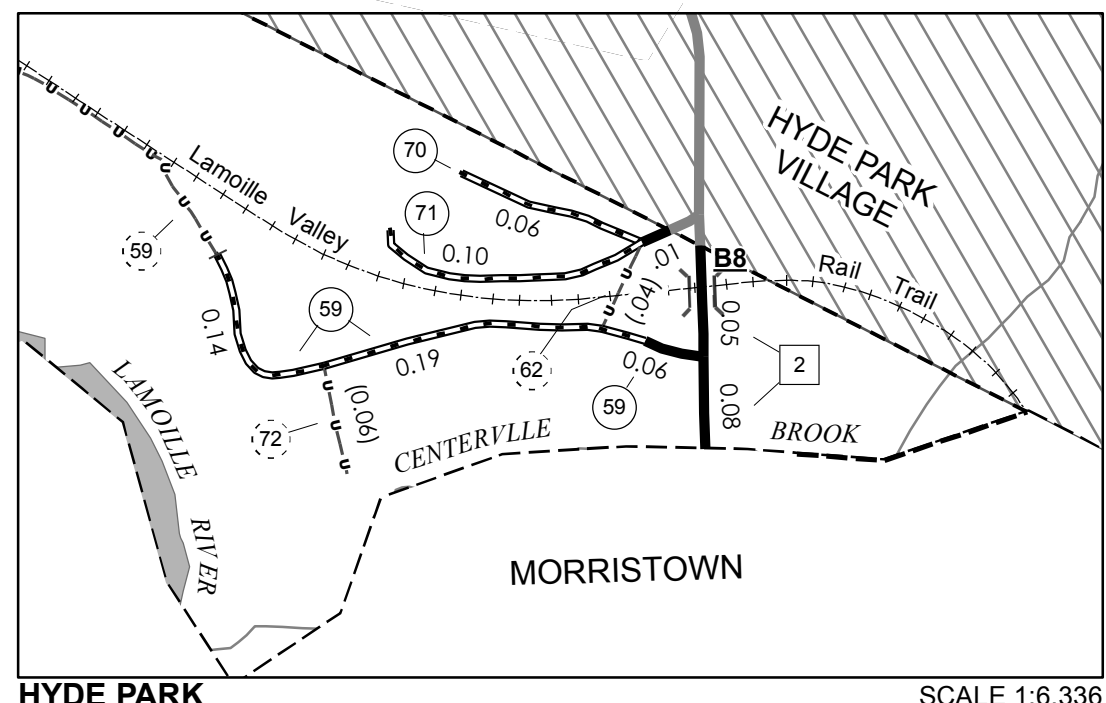 HYDE PARK
VILLAGE
70
Lamoille
Valley
71
0.06
0.10
59
.01
B8
Rail
Trail
(.04)
0.05
59
0.14
0.19
0.06
62
2
59
0.08
LAMOILLE
RIVER
(0.06)
72
CENTERVLLE
BROOK
MORRISTOWN
U U U U U U U U U U U U U U
HYDE PARK
SCALE 1:6,336